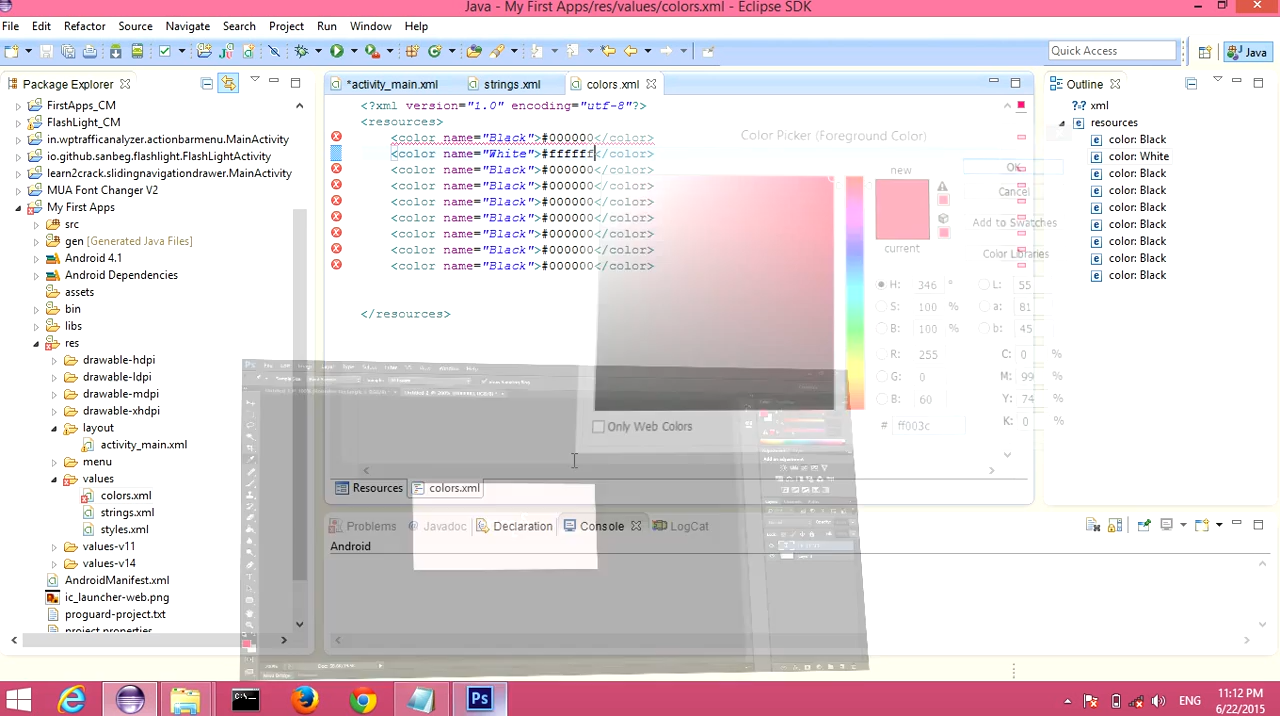 Java - My First Apps/res/values/colors.xml - Eclipse SDK
File Edit Refactor Source Navigate Search Project Run Window Help
Quick Access
Java
Package Explorer
*activity_main.xml
strings.xml
colors.xml
Outline
FirstApps_CM
FlashLight_CM
in.wptrafficanalyzer.actionbarmenu.MainActivity
io.github.sanbeg.flashlight.FlashLightActivity
learn2crack.slidingnavigationdrawer.MainActivity
MUA Font Changer V2
My First Apps
src
gen [Generated Java Files]
Android 4.1
Android Dependencies
assets
bin
libs
res
drawable-hdpi
drawable-ldpi
drawable-mdpi
drawable-xhdpi
layout
activity_main.xml
menu
values
colors.xml
strings.xml
styles.xml
values-v11
values-v14
AndroidManifest.xml
ic_launcher-web.png
proguard-project.txt
project.properties
<?xml version="1.0" encoding="utf-8"?>
<resources>
<color name="Black">#000000</color>
<color name="White">#ffffff</color>
<color name="Black">#000000</color>
<color name="Black">#000000</color>
<color name="Black">#000000</color>
<color name="Black">#000000</color>
<color name="Black">#000000</color>
<color name="Black">#000000</color>
<color name="Black">#000000</color>
</resources>
Color Picker (Foreground Color)
new
current
OK
Cancel
Add to Swatches
Color Libraries
H: 346 °
L: 55
S: 100 %
a: 81
B: 100 %
b: 45
R: 255
C: 0 %
G: 0
M: 99 %
B: 60
Y: 74 %
# ff003c
K: 0 %
Only Web Colors
xml
resources
color: Black
color: White
color: Black
color: Black
color: Black
color: Black
color: Black
color: Black
color: Black
Resources
colors.xml
Problems
Javadoc
Declaration
Console
LogCat
Android
Ps
ENG
11:12 PM
6/22/2015